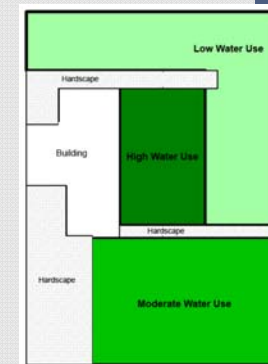 Low Water Use
Hardscape
Building
High Water Use
Hardscape
Hardscape
Moderate Water Use